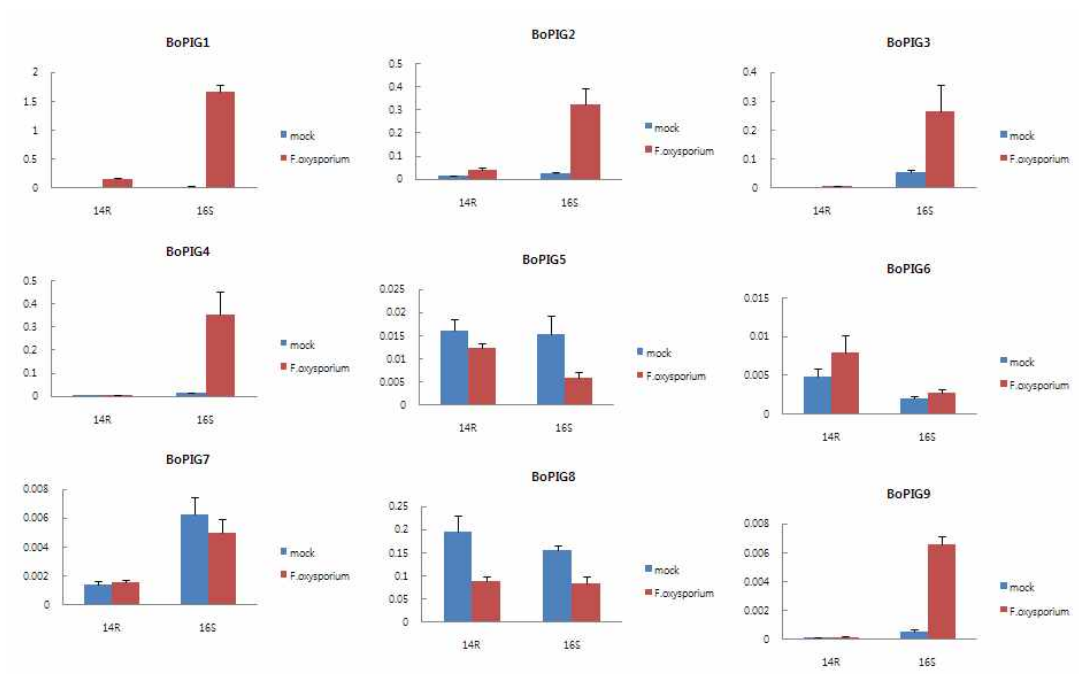 BoPIG1
2
1.5
1
0.5
0
14R
16S
mock
F.oxysporium
BoPIG2
0.5
0.4
0.3
0.2
0.1
0
14R
16S
mock
F.oxysporium
BoPIG3
0.4
0.3
0.2
0.1
0
14R
16S
mock
F.oxysporium
BoPIG4
0.5
0.4
0.3
0.2
0.1
0
14R
16S
mock
F.oxysporium
BoPIG5
0.025
0.02
0.015
0.01
0.005
0
14R
16S
mock
F.oxysporium
BoPIG6
0.015
0.01
0.005
0
14R
16S
mock
F.oxysporium
BoPIG7
0.008
0.006
0.004
0.002
0
14R
16S
mock
F.oxysporium
BoPIG8
0.25
0.2
0.15
0.1
0.05
0
14R
16S
mock
F.oxysporium
BoPIG9
0.008
0.006
0.004
0.002
0
14R
16S
mock
F.oxysporium